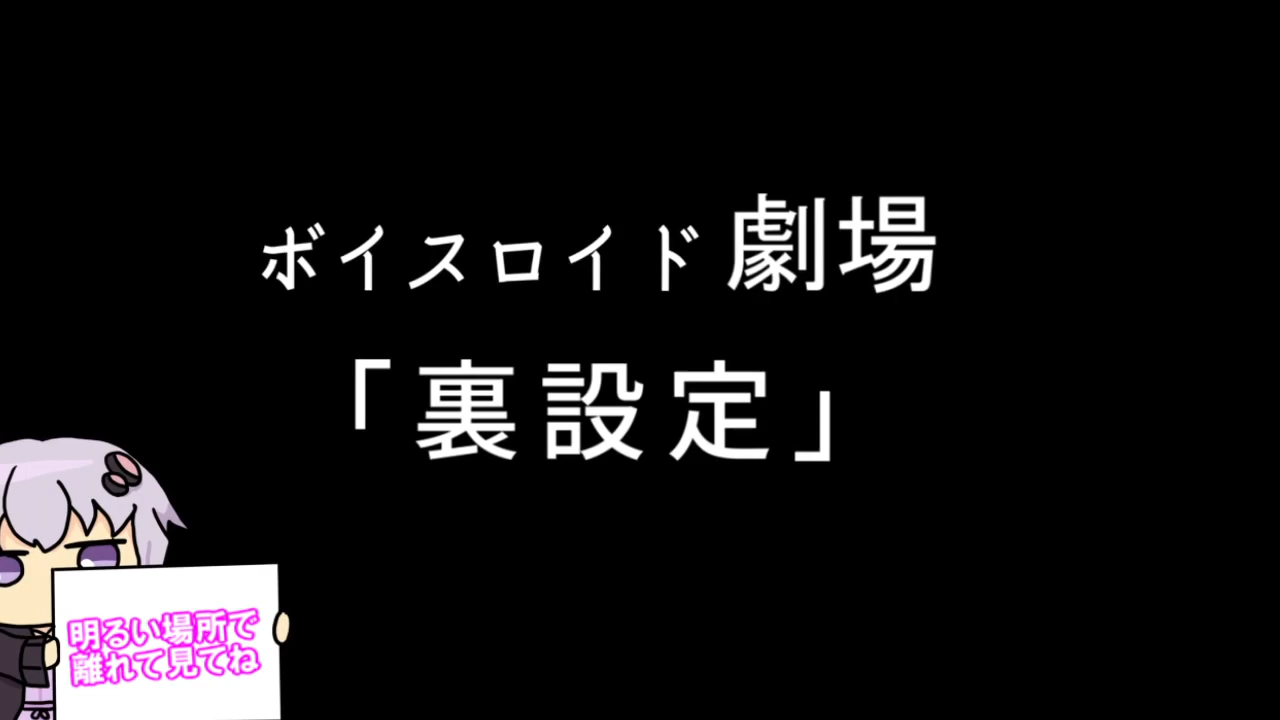 ボイスロイド劇場
「裏設定」
明るい場所で
離れて見てね